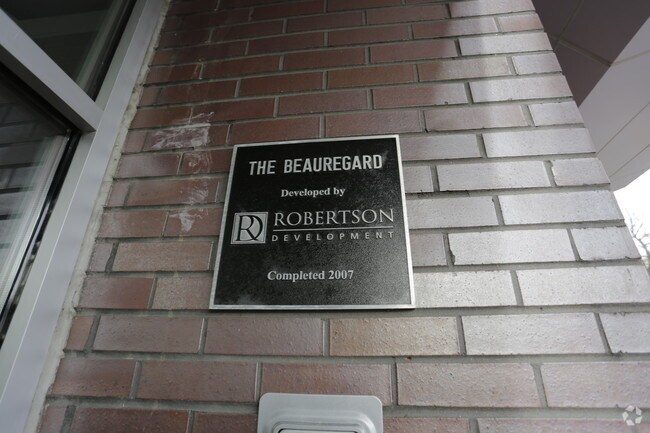 THE BEAUREGARD
Developed by
RD ROBERTSON
DEVELOPMENT
Completed 2007